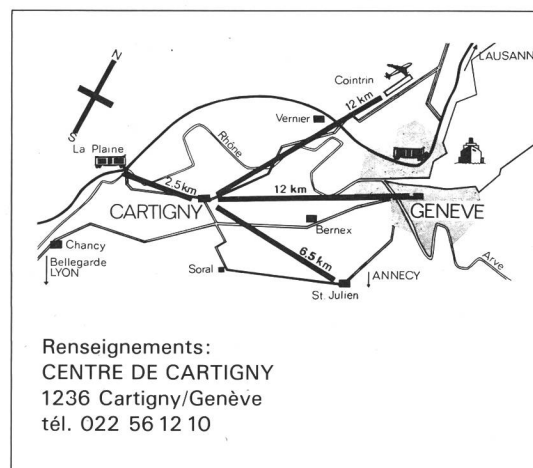 N
S
LAUSANN
Cointrin
12 km
Vernier
Rhône
La Plaine
2.5 km
CARTIGNY
12 km
GENEVE
Bernex
6.5 km
Chancy
Bellegarde
LYON
Soral
St. Julien
ANNECY
Arve
Renseignements:
CENTRE DE CARTIGNY
1236 Cartigny/Genève
tél. 022 56 12 10